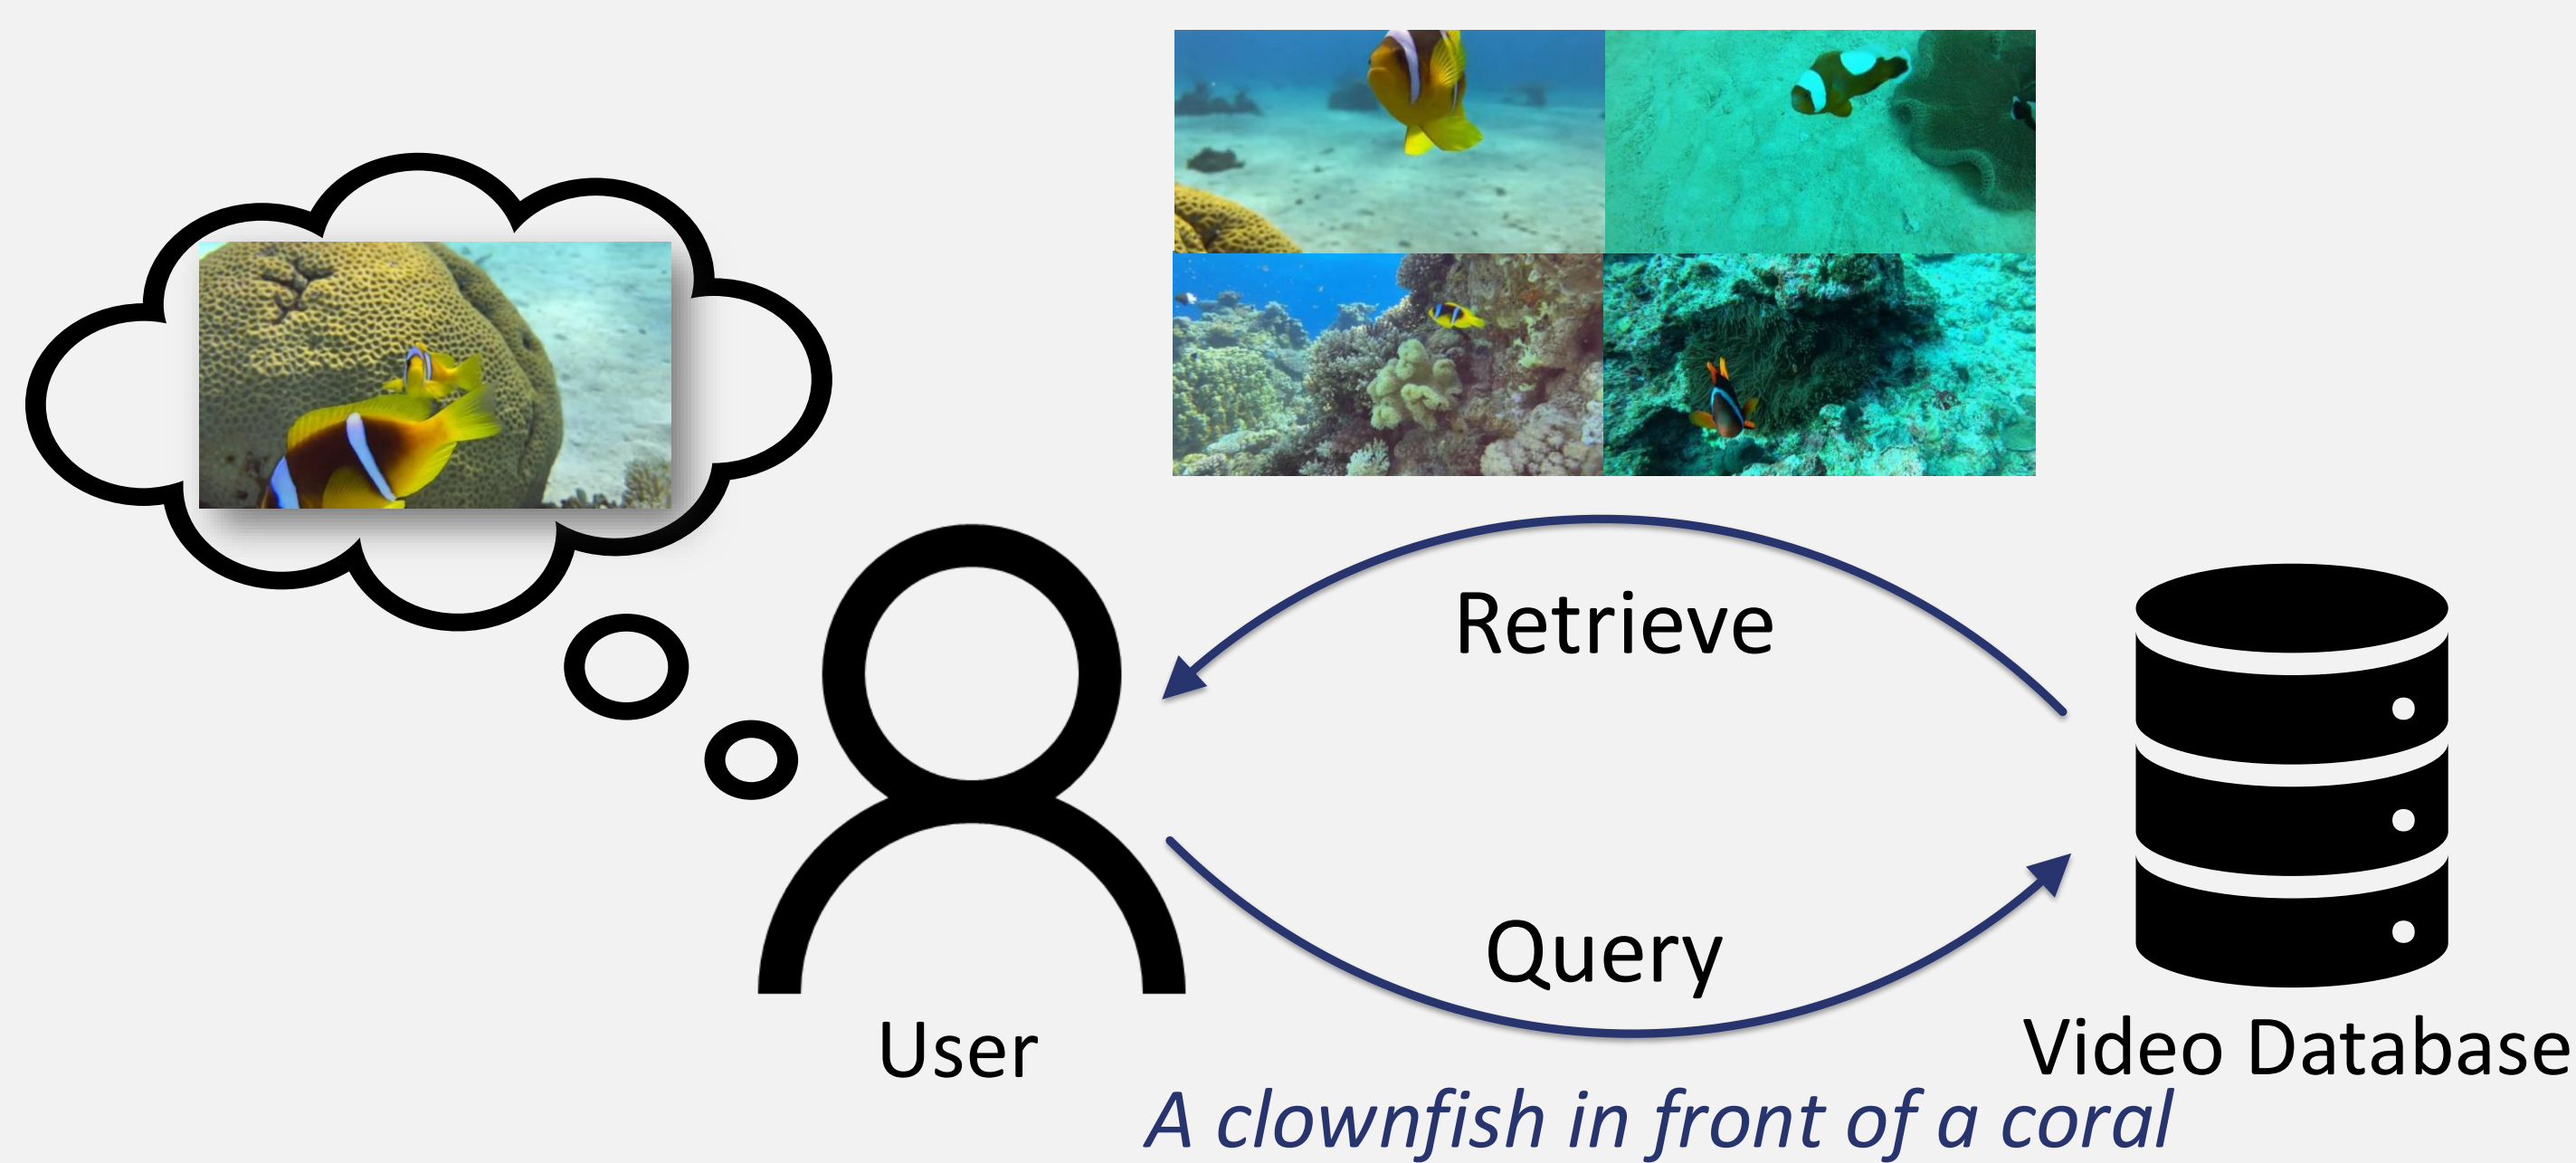 Retrieve
Query
User
Video Database
A clownfish in front of a coral